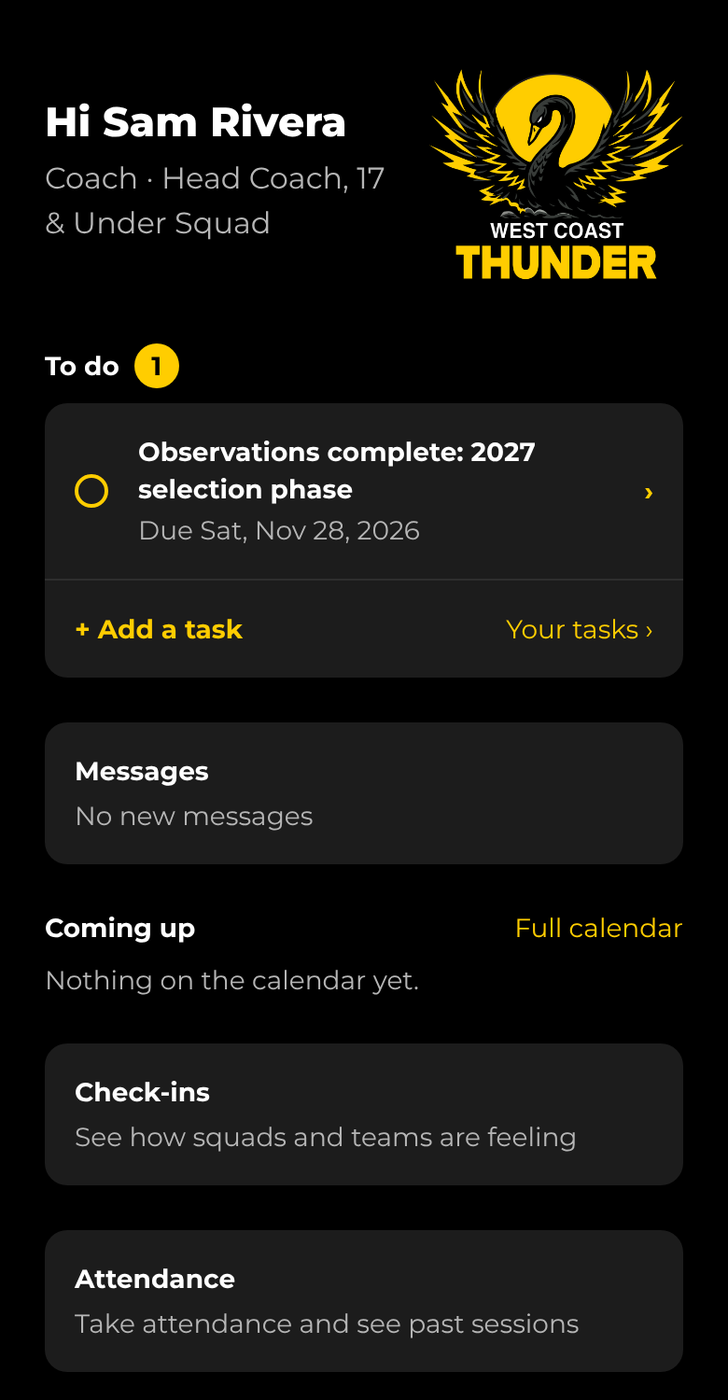 Hi Sam Rivera
Coach · Head Coach, 17
& Under Squad
WEST COAST
THUNDER
To do 1
Observations complete: 2027
selection phase
Due Sat, Nov 28, 2026
›
+ Add a task
Your tasks ›
Messages
No new messages
Coming up
Full calendar
Nothing on the calendar yet.
Check-ins
See how squads and teams are feeling
Attendance
Take attendance and see past sessions